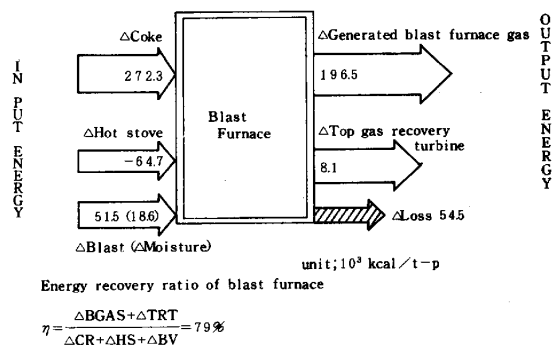 IN PUT ENERGY
△Coke
272.3
△Hot stove
-64.7
51.5 (18.6)
△Blast (△Moisture)
Blast
Furnace
△Generated blast furnace gas
196.5
△Top gas recovery
turbine
8.1
△Loss 54.5
OUTPUT ENERGY
unit;10³ kcal/t-p
Energy recovery ratio of blast furnace
η=△BGAS+△TRT/△CR+△HS+△BV=79%